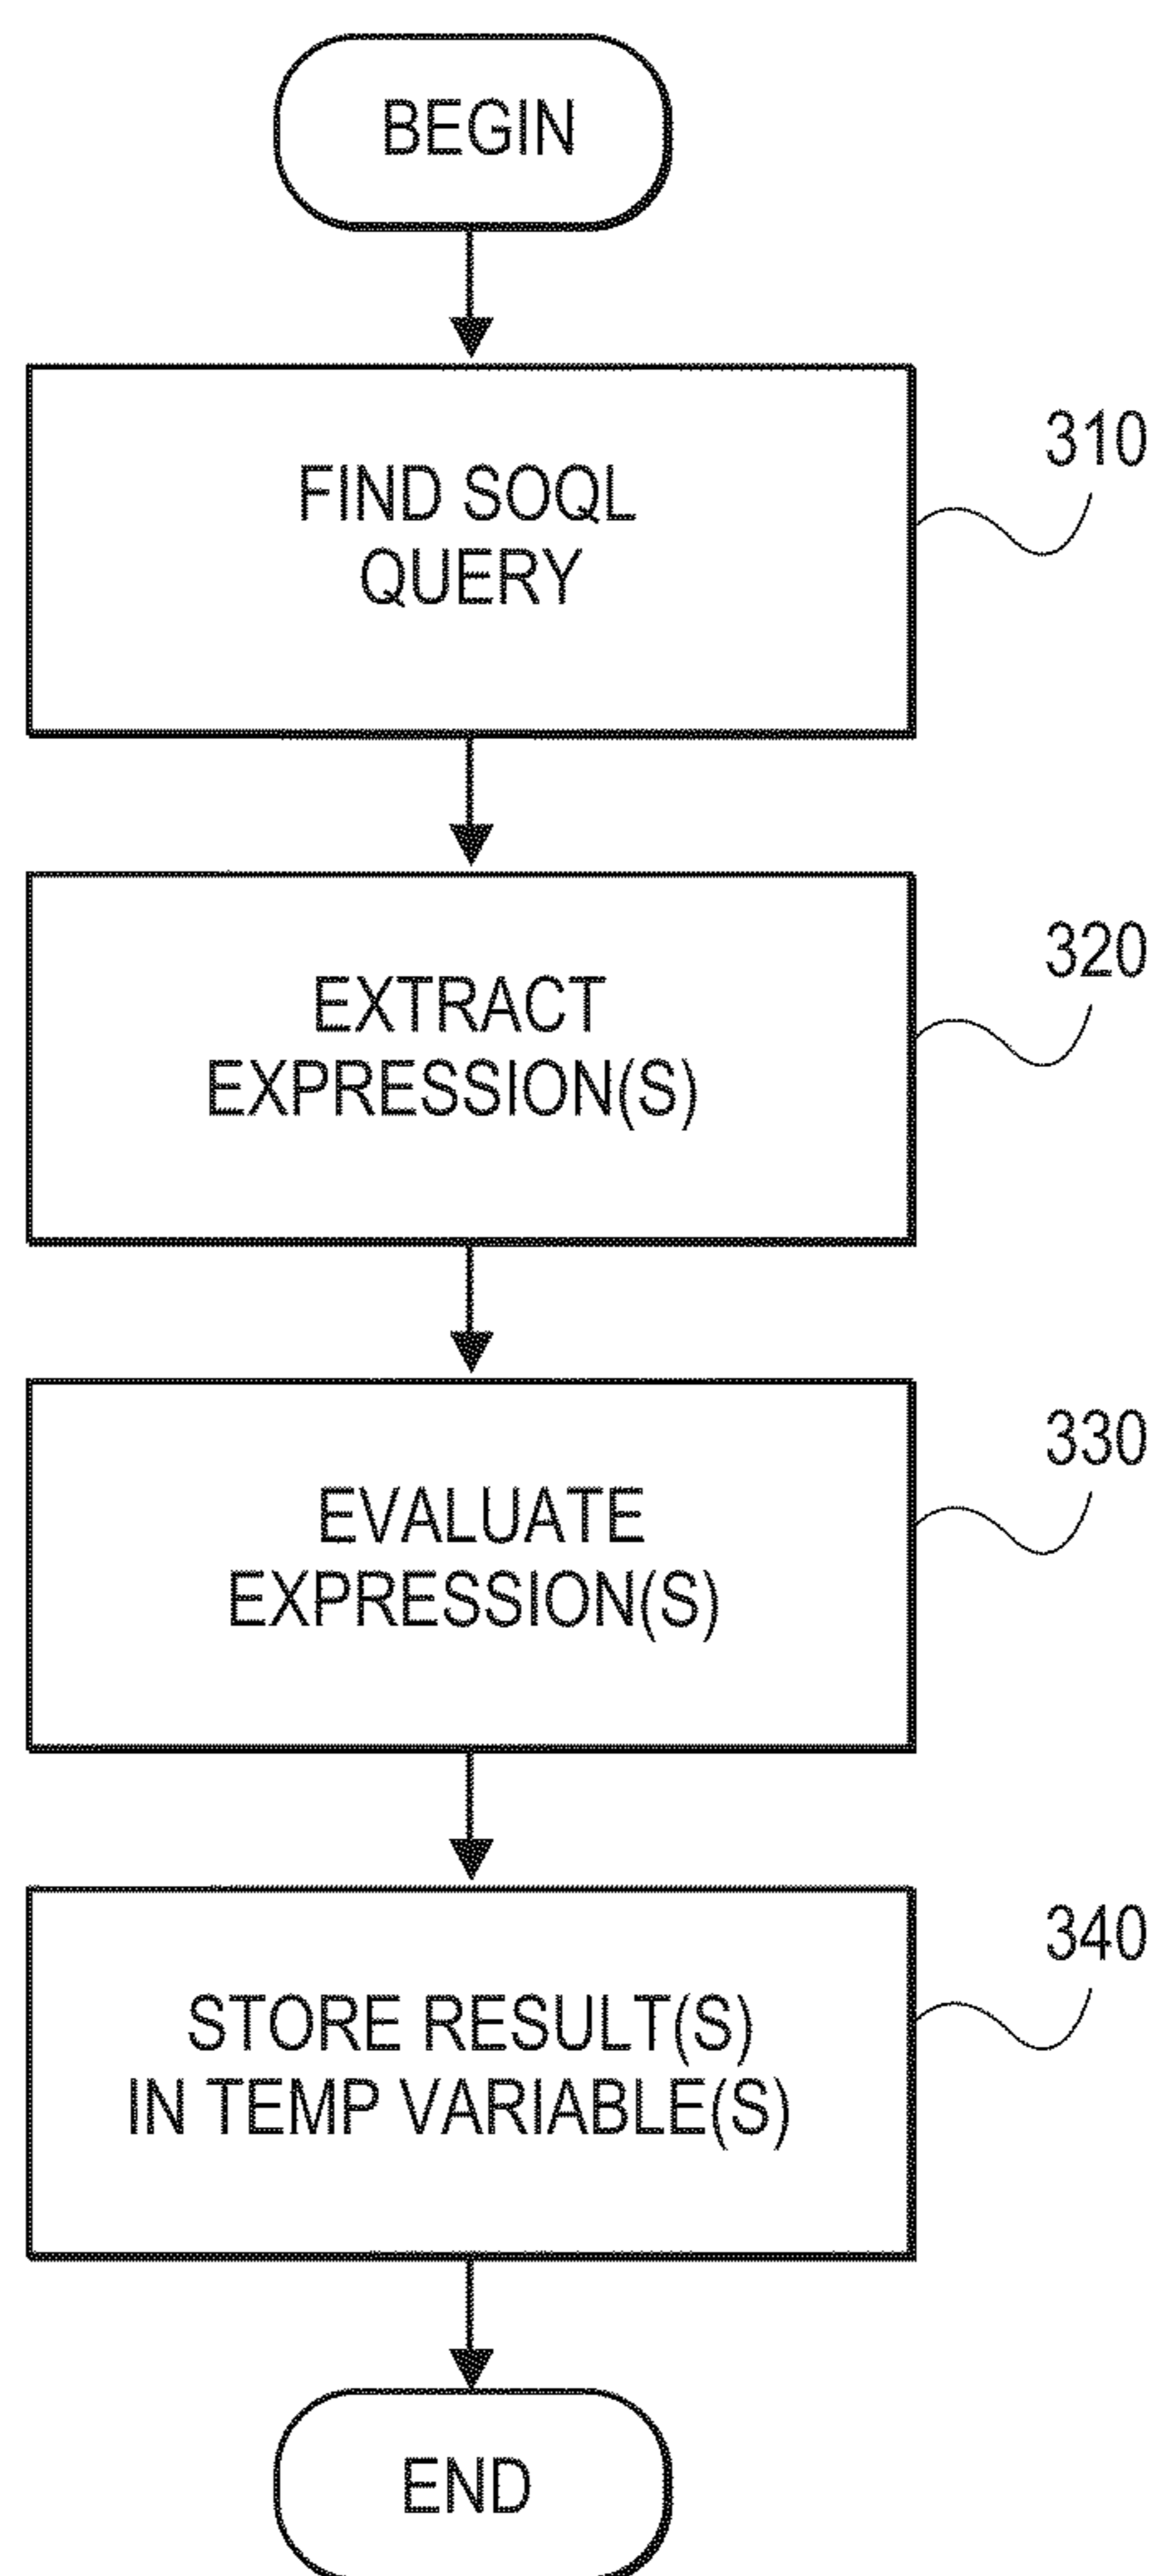 BEGIN
FIND SOQL
QUERY
310
EXTRACT
EXPRESSION(S)
320
EVALUATE
EXPRESSION(S)
330
STORE RESULT(S)
IN TEMP VARIABLE(S)
340
END